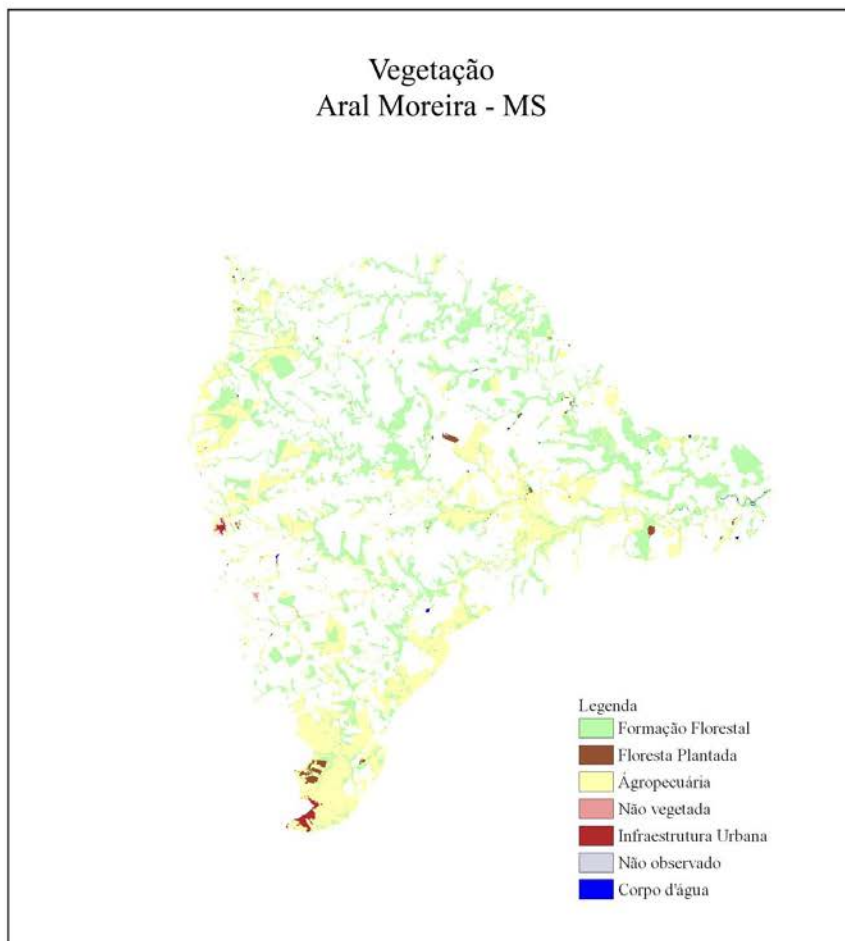 Vegetação
Aral Moreira - MS
Legenda
Formação Florestal
Floresta Plantada
Ágropecuária
Não vegetada
Infraestrutura Urbana
Não observado
Corpo d'água